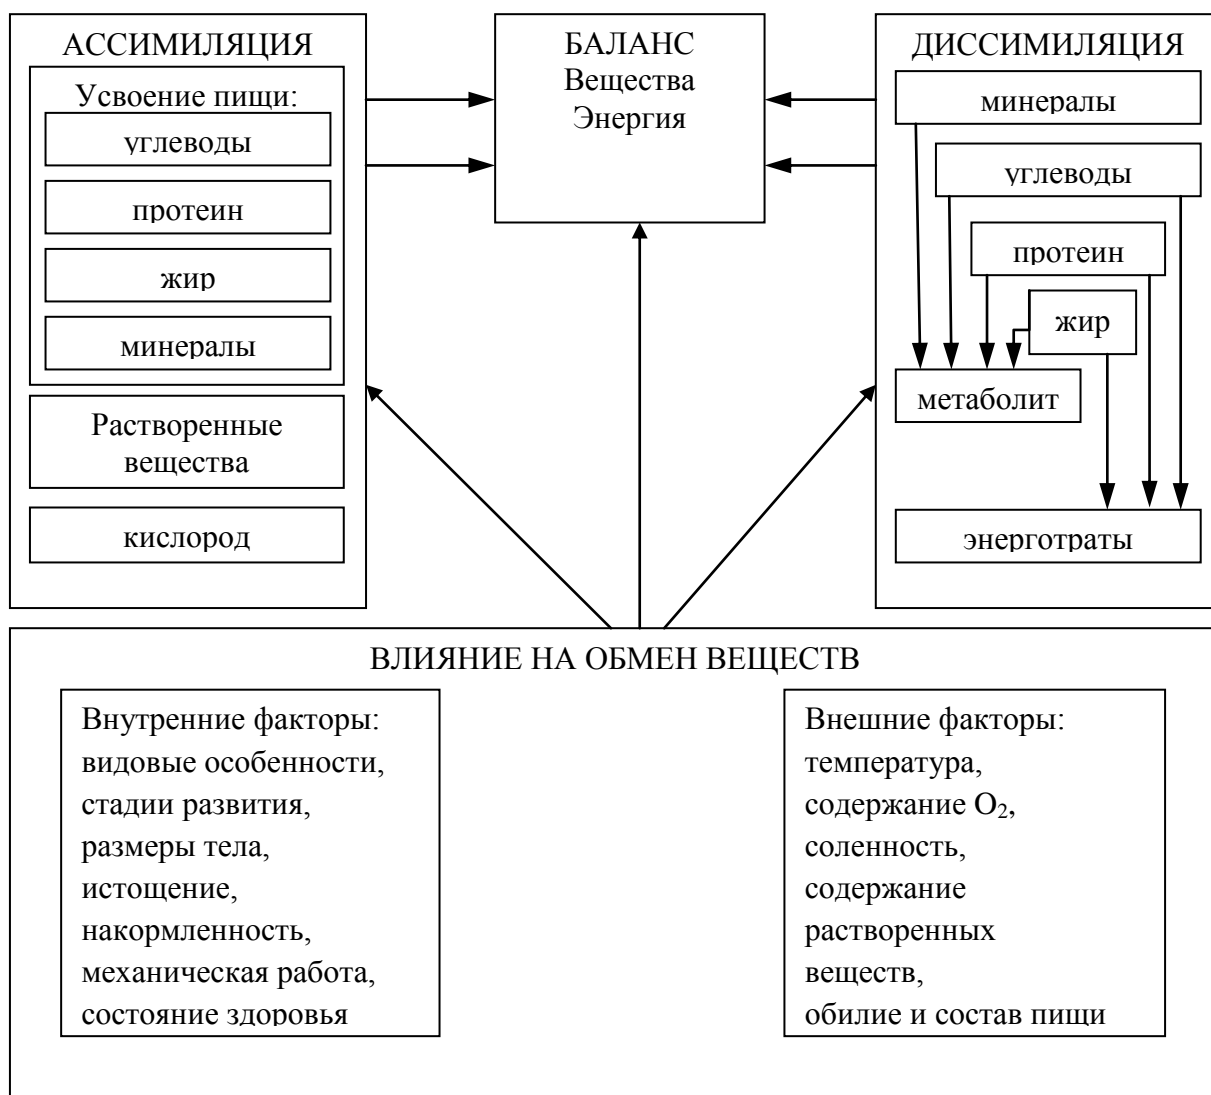 АССИМИЛЯЦИЯ
Усвоение пищи:
углеводы
протеин
жир
минералы
Растворенные
вещества
кислород
БАЛАНС
Вещества
Энергия
ДИССИМИЛЯЦИЯ
минералы
углеводы
протеин
жир
метаболит
энерготраты
ВЛИЯНИЕ НА ОБМЕН ВЕЩЕСТВ
Внутренние факторы:
видовые особенности,
стадии развития,
размеры тела,
истощение,
накормленность,
механическая работа,
состояние здоровья
Внешние факторы:
температура,
содержание О₂,
соленность,
содержание
растворенных
веществ,
обилие и состав пищи